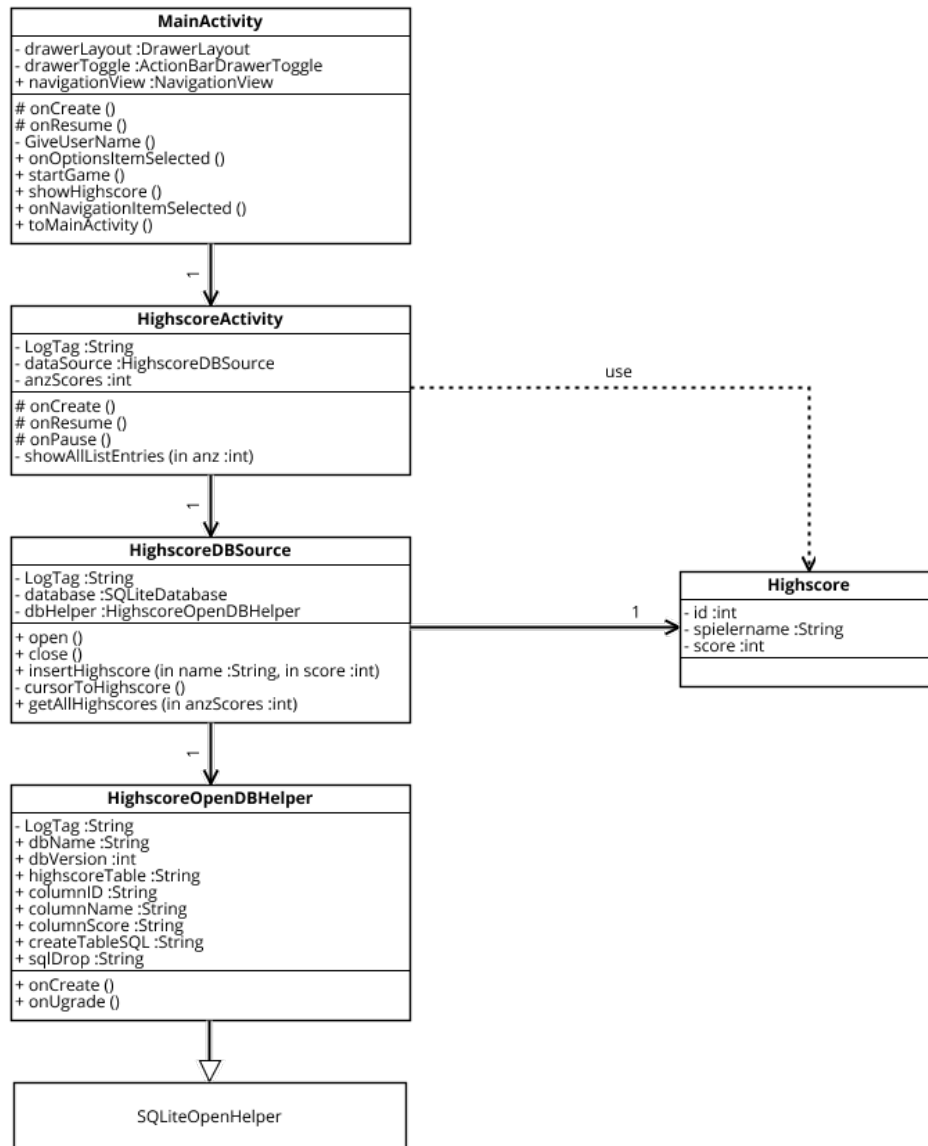 MainActivity
- drawerLayout :DrawerLayout
- drawerToggle :ActionBarDrawerToggle
+ navigationView :NavigationView
# onCreate ()
# onResume ()
- GiveUserName ()
+ onOptionsItemSelected ()
+ startGame ()
+ showHighscore ()
+ onNavigationItemSelected ()
+ toMainActivity ()
1
HighscoreActivity
- LogTag :String
- dataSource :HighscoreDBSource
- anzScores :int
# onCreate ()
# onResume ()
# onPause ()
- showAllListEntries (in anz :int)
use
1
HighscoreDBSource
- LogTag :String
- database :SQLiteDatabase
- dbHelper :HighscoreOpenDBHelper
+ open ()
+ close ()
+ insertHighscore (in name :String, in score :int)
- cursorToHighscore ()
+ getAllHighscores (in anzScores :int)
1
Highscore
- id :int
- spielername :String
- score :int
1
HighscoreOpenDBHelper
- LogTag :String
+ dbName :String
+ dbVersion :int
+ highscoreTable :String
+ columnID :String
+ columnName :String
+ columnScore :String
+ createTableSQL :String
+ sqlDrop :String
+ onCreate ()
+ onUgrade ()
SQLiteOpenHelper